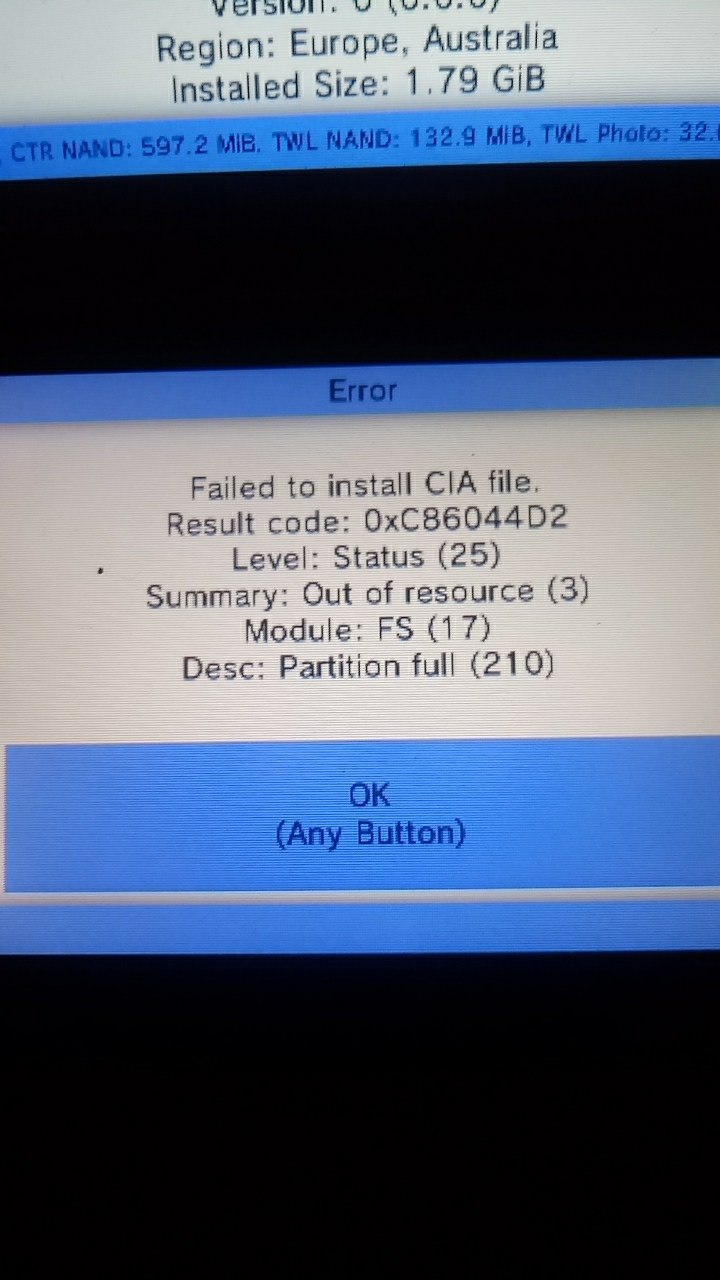 Region: Europe, Australia
Installed Size: 1.79 GiB
CTR NAND: 597.2 MiB, TWL NAND: 132.9 MiB, TWL Photo: 32.
Error
Failed to install CIA file.
Result code: 0xC86044D2
Level: Status (25)
Summary: Out of resource (3)
Module: FS (17)
Desc: Partition full (210)
OK
(Any Button)